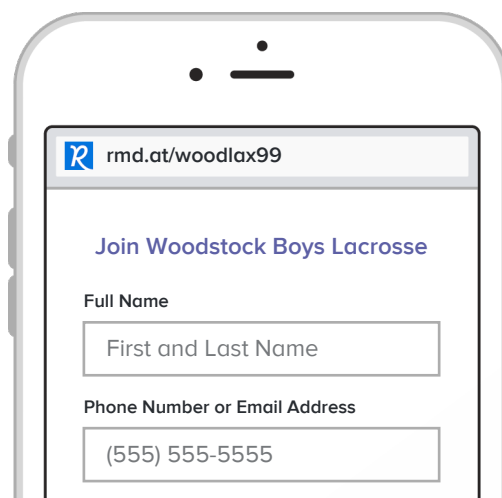 rmd.at/woodlax99
Join Woodstock Boys Lacrosse
Full Name
First and Last Name
Phone Number or Email Address
(555) 555-5555